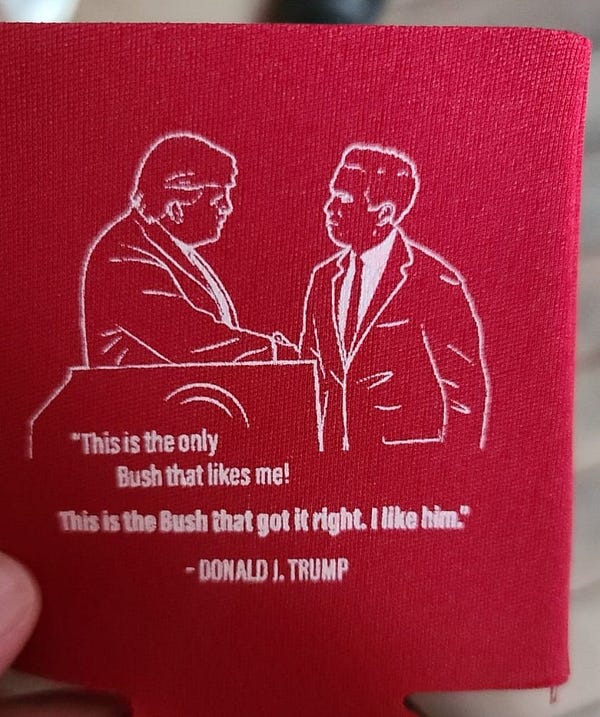 "This is the only
Bush that likes me!
This is the Bush that got it right. I like him."
- DONALD J. TRUMP